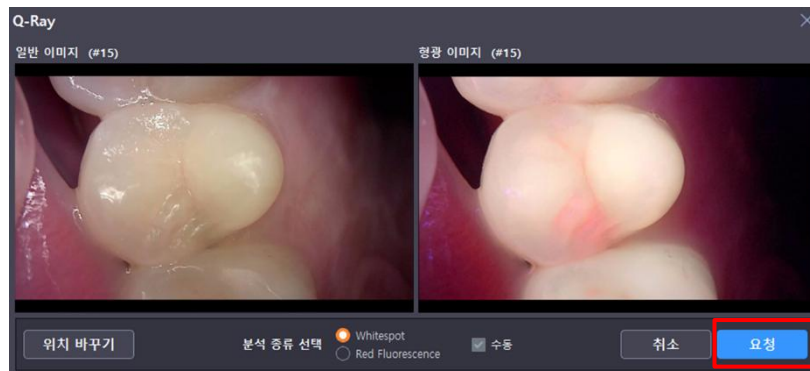 Q-Ray
일반 이미지 (#15)
형광 이미지 (#15)
위치 바꾸기
분석 종류 선택
Whitespot
Red Fluorescence
수동
취소
요청